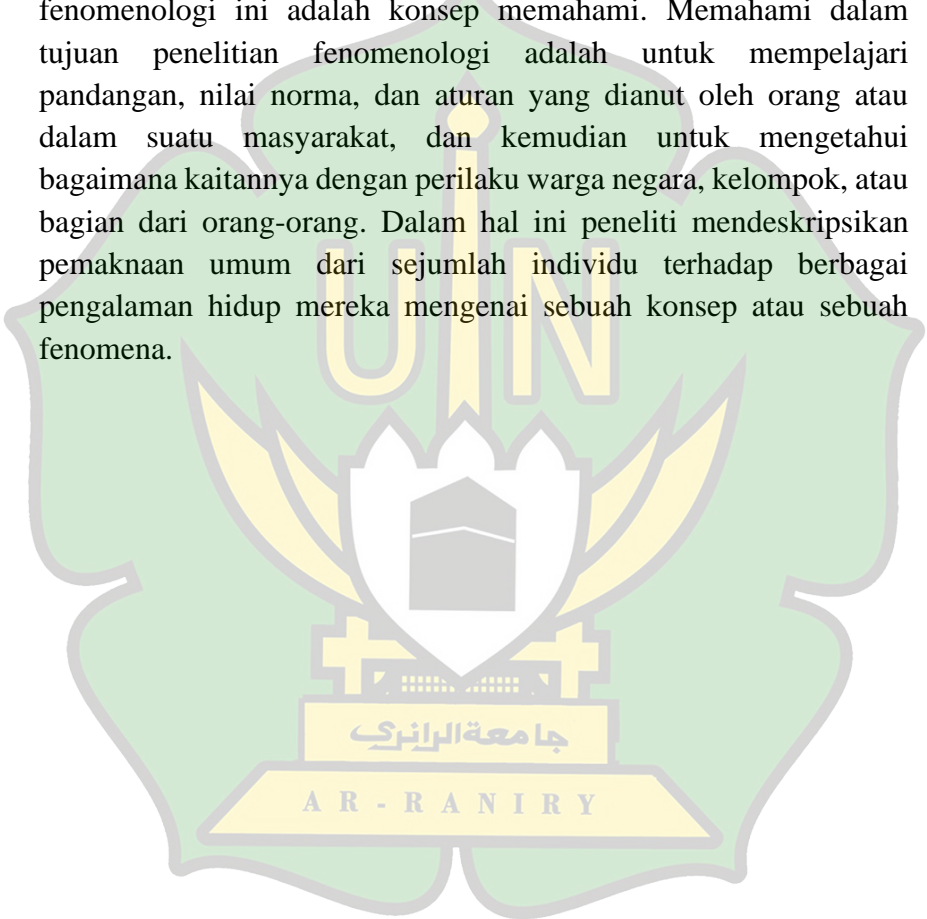 fenomenologi ini adalah konsep memahami. Memahami dalam
tujuan penelitian fenomenologi adalah untuk mempelajari
pandangan, nilai norma, dan aturan yang dianut oleh orang atau
dalam suatu masyarakat, dan kemudian untuk mengetahui
bagaimana kaitannya dengan perilaku warga negara, kelompok, atau
bagian dari orang-orang. Dalam hal ini peneliti mendeskripsikan
pemaknaan umum dari sejumlah individu terhadap berbagai
pengalaman hidup mereka mengenai sebuah konsep atau sebuah
fenomena.
UIN
جامعة الرانري
AR-RANIRY